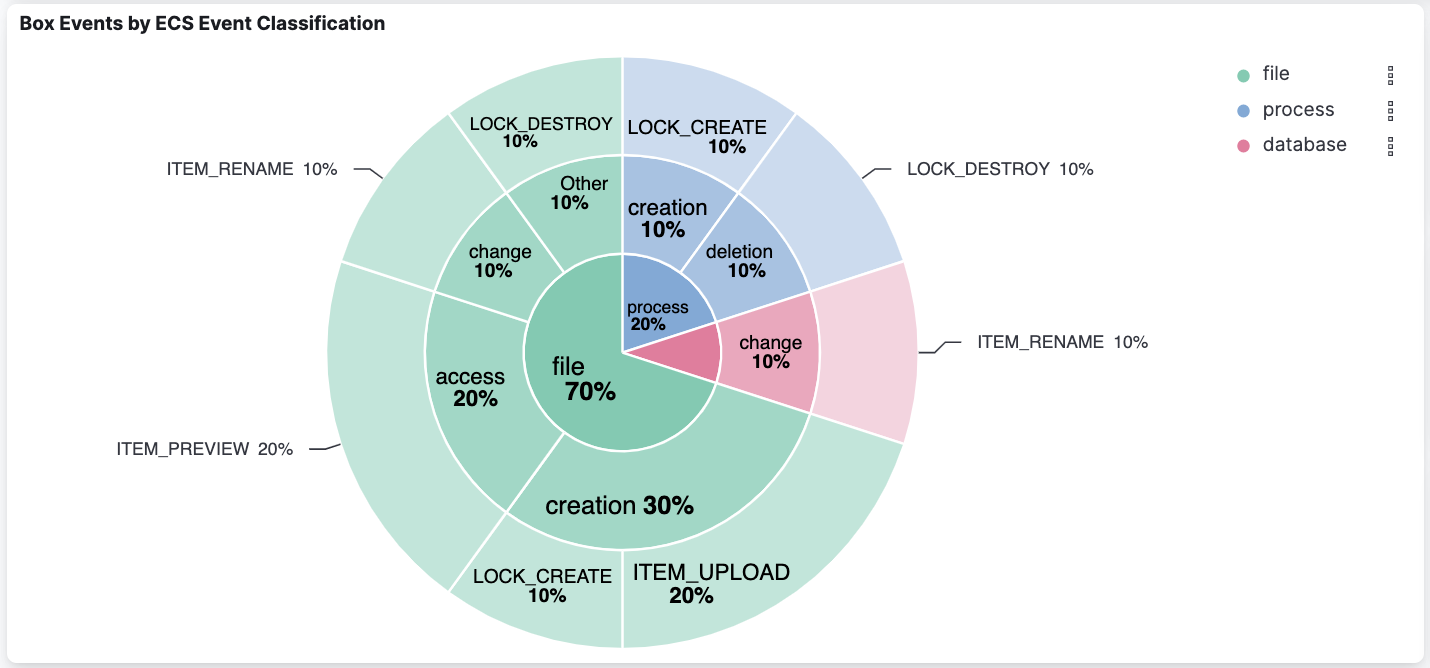 Box Events by ECS Event Classification
file
process
database
LOCK_DESTROY
10%
LOCK_CREATE
10%
ITEM_RENAME 10%
LOCK_DESTROY 10%
Other
10%
creation
10%
change
10%
deletion
10%
process
20%
change
10%
ITEM_RENAME 10%
file
70%
access
20%
ITEM_PREVIEW 20%
creation 30%
LOCK_CREATE
10%
ITEM_UPLOAD
20%